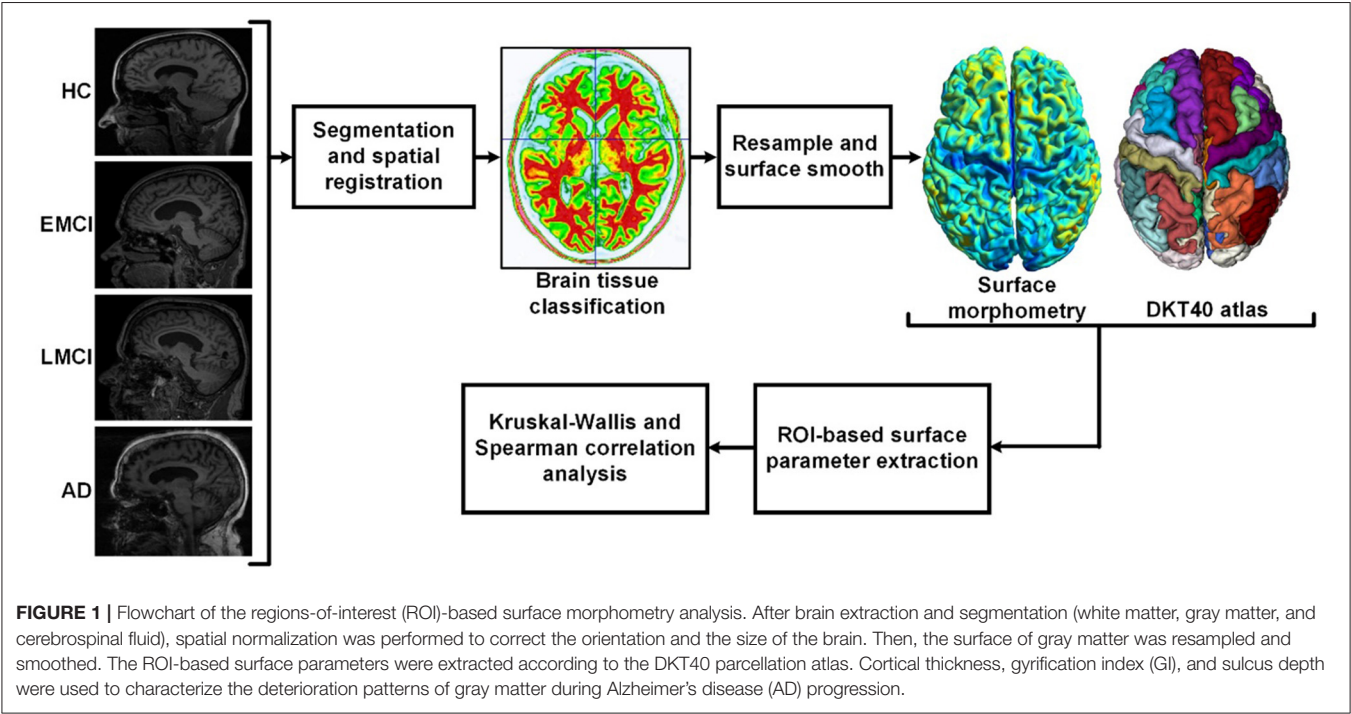 HC
EMCI
LMCI
AD
Segmentation
and spatial
registration
Brain tissue
classification
Resample and
surface smooth
Surface
morphometry
DKT40 atlas
ROI-based surface
parameter extraction
Kruskal-Wallis and
Spearman correlation
analysis
FIGURE 1 | Flowchart of the regions-of-interest (ROI)-based surface morphometry analysis. After brain extraction and segmentation (white matter, gray matter, and
cerebrospinal fluid), spatial normalization was performed to correct the orientation and the size of the brain. Then, the surface of gray matter was resampled and
smoothed. The ROI-based surface parameters were extracted according to the DKT40 parcellation atlas. Cortical thickness, gyrification index (GI), and sulcus depth
were used to characterize the deterioration patterns of gray matter during Alzheimer's disease (AD) progression.